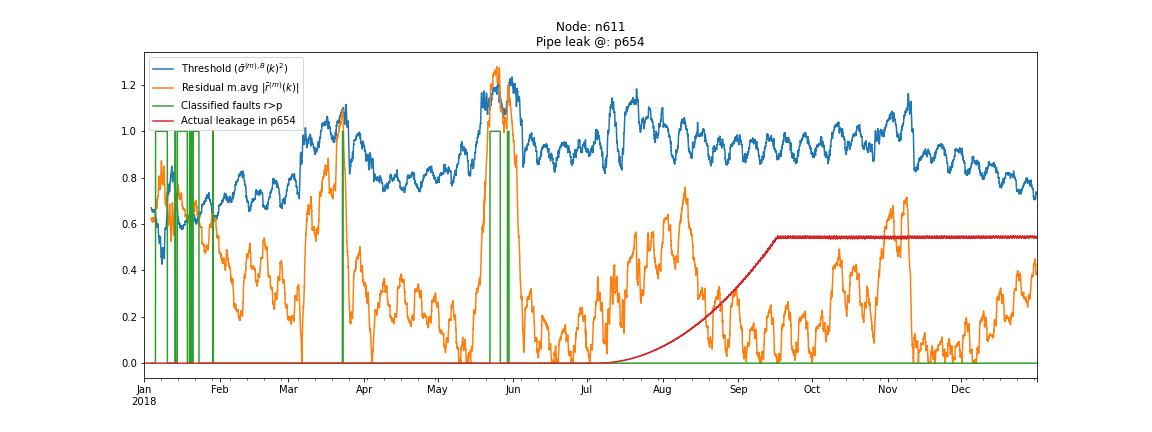 Node: n611
Pipe leak @: p654
Threshold (σ̄⁽ᵐ⁾,ᴮ(k)²)
Residual m.avg |r̄⁽ᵐ⁾(k)|
Classified faults r>p
Actual leakage in p654
1.2
1.0
0.8
0.6
0.4
0.2
0.0
Jan Feb Mar Apr May Jun Jul Aug Sep Oct Nov Dec
2018